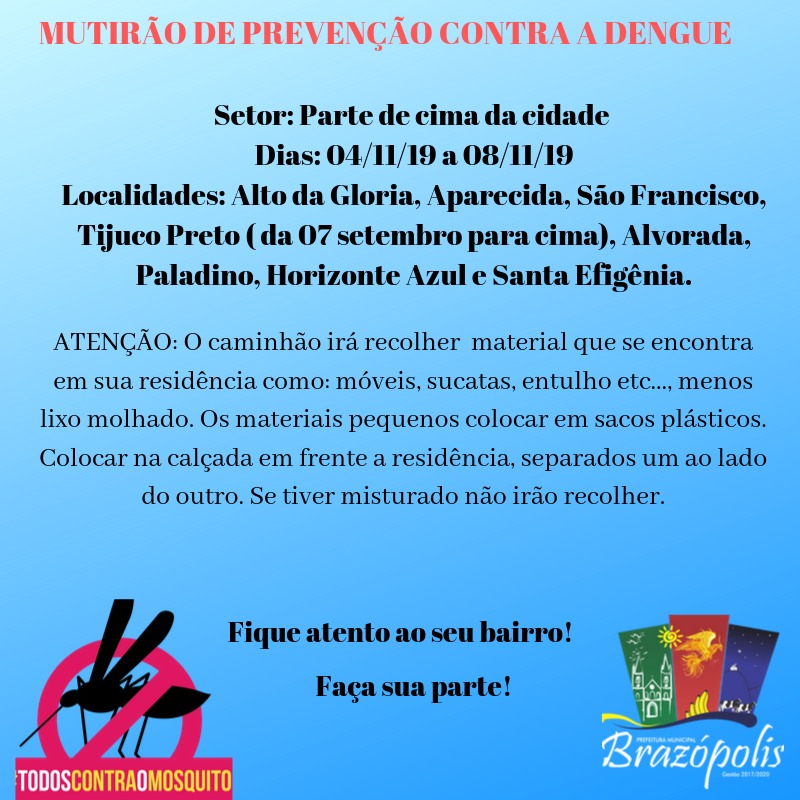 MUTIRÃO DE PREVENÇÃO CONTRA A DENGUE
Setor: Parte de cima da cidade
Dias: 04/11/19 a 08/11/19
Localidades: Alto da Gloria, Aparecida, São Francisco,
Tijuco Preto ( da 07 setembro para cima), Alvorada,
Paladino, Horizonte Azul e Santa Efigênia.
ATENÇÃO: O caminhão irá recolher material que se encontra
em sua residência como: móveis, sucatas, entulho etc..., menos
lixo molhado. Os materiais pequenos colocar em sacos plásticos.
Colocar na calçada em frente a residência, separados um ao lado
do outro. Se tiver misturado não irão recolher.
Fique atento ao seu bairro!
Faça sua parte!
#TODOSCONTRAOMOSQUITO
PREFEITURA MUNICIPAL
Brazópolis
Gestão 2017/2020